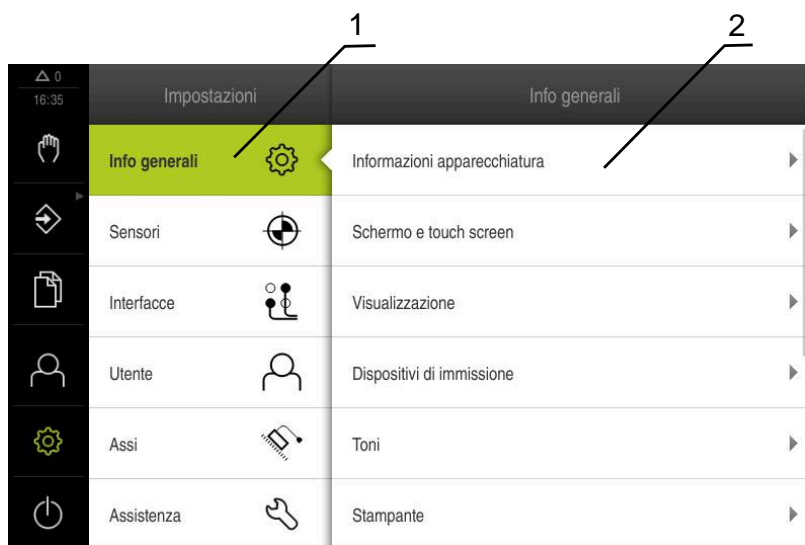 1 2
0
16:35
Impostazioni
Info generali
Info generali
Sensori
Interfacce
Utente
Assi
Assistenza
Informazioni apparecchiatura
Schermo e touch screen
Visualizzazione
Dispositivi di immissione
Toni
Stampante